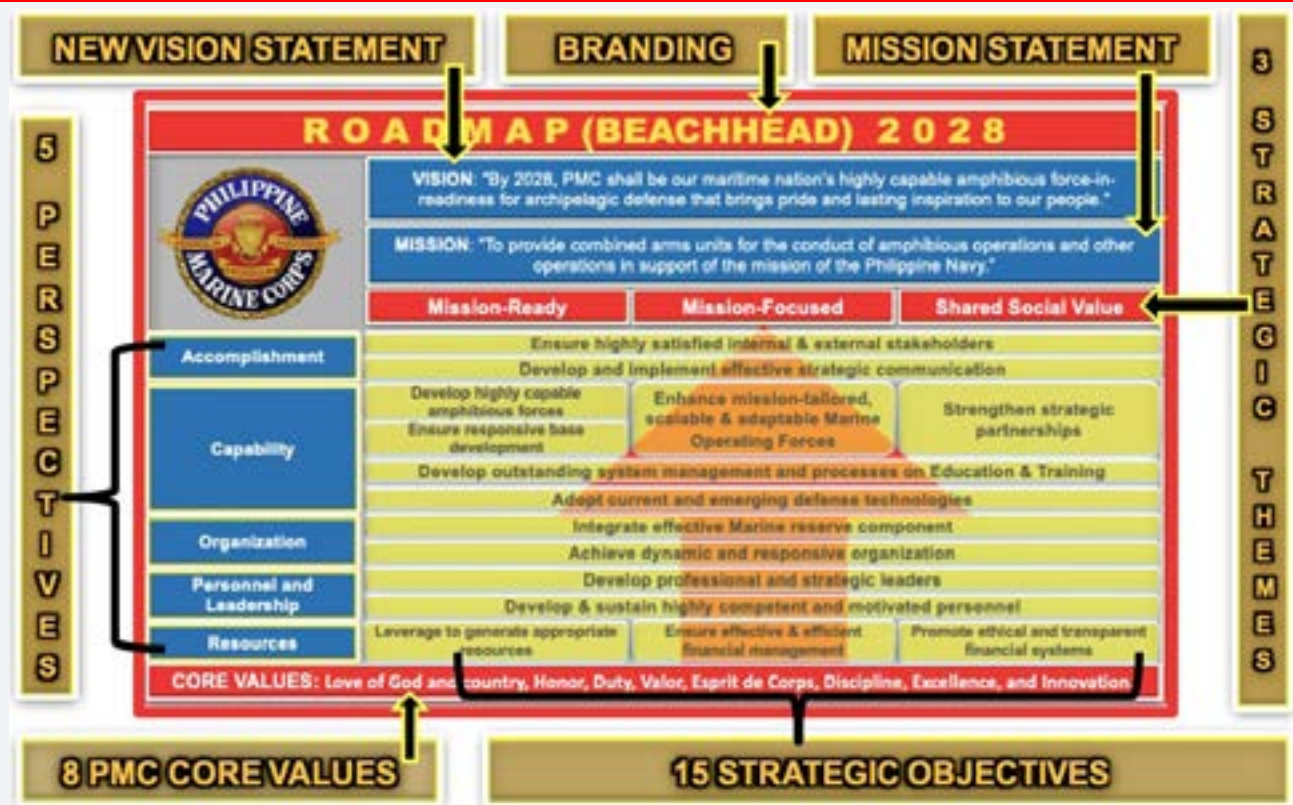 NEW VISION STATEMENT
BRANDING
MISSION STATEMENT
5 PERSPECTIVES
3 STRATEGIC THEMES
ROADMAP (BEACHHEAD) 2028
PHILIPPINE
MARINE CORPS
VISION: "By 2028, PMC shall be our maritime nation's highly capable amphibious force-in-
readiness for archipelagic defense that brings pride and lasting inspiration to our people."
MISSION: "To provide combined arms units for the conduct of amphibious operations and other
operations in support of the mission of the Philippine Navy."
Mission-Ready
Mission-Focused
Shared Social Value
Accomplishment
Ensure highly satisfied internal & external stakeholders
Develop and implement effective strategic communication
Capability
Develop highly capable
amphibious forces
Ensure responsive base
development
Enhance mission-tailored,
scalable & adaptable Marine
Operating Forces
Strengthen strategic
partnerships
Develop outstanding system management and processes on Education & Training
Adopt current and emerging defense technologies
Organization
Integrate effective Marine reserve component
Achieve dynamic and responsive organization
Personnel and
Leadership
Develop professional and strategic leaders
Develop & sustain highly competent and motivated personnel
Resources
Leverage to generate appropriate
resources
Ensure effective & efficient
financial management
Promote ethical and transparent
financial systems
CORE VALUES: Love of God and country, Honor, Duty, Valor, Esprit de Corps, Discipline, Excellence, and Innovation
8 PMC CORE VALUES
15 STRATEGIC OBJECTIVES